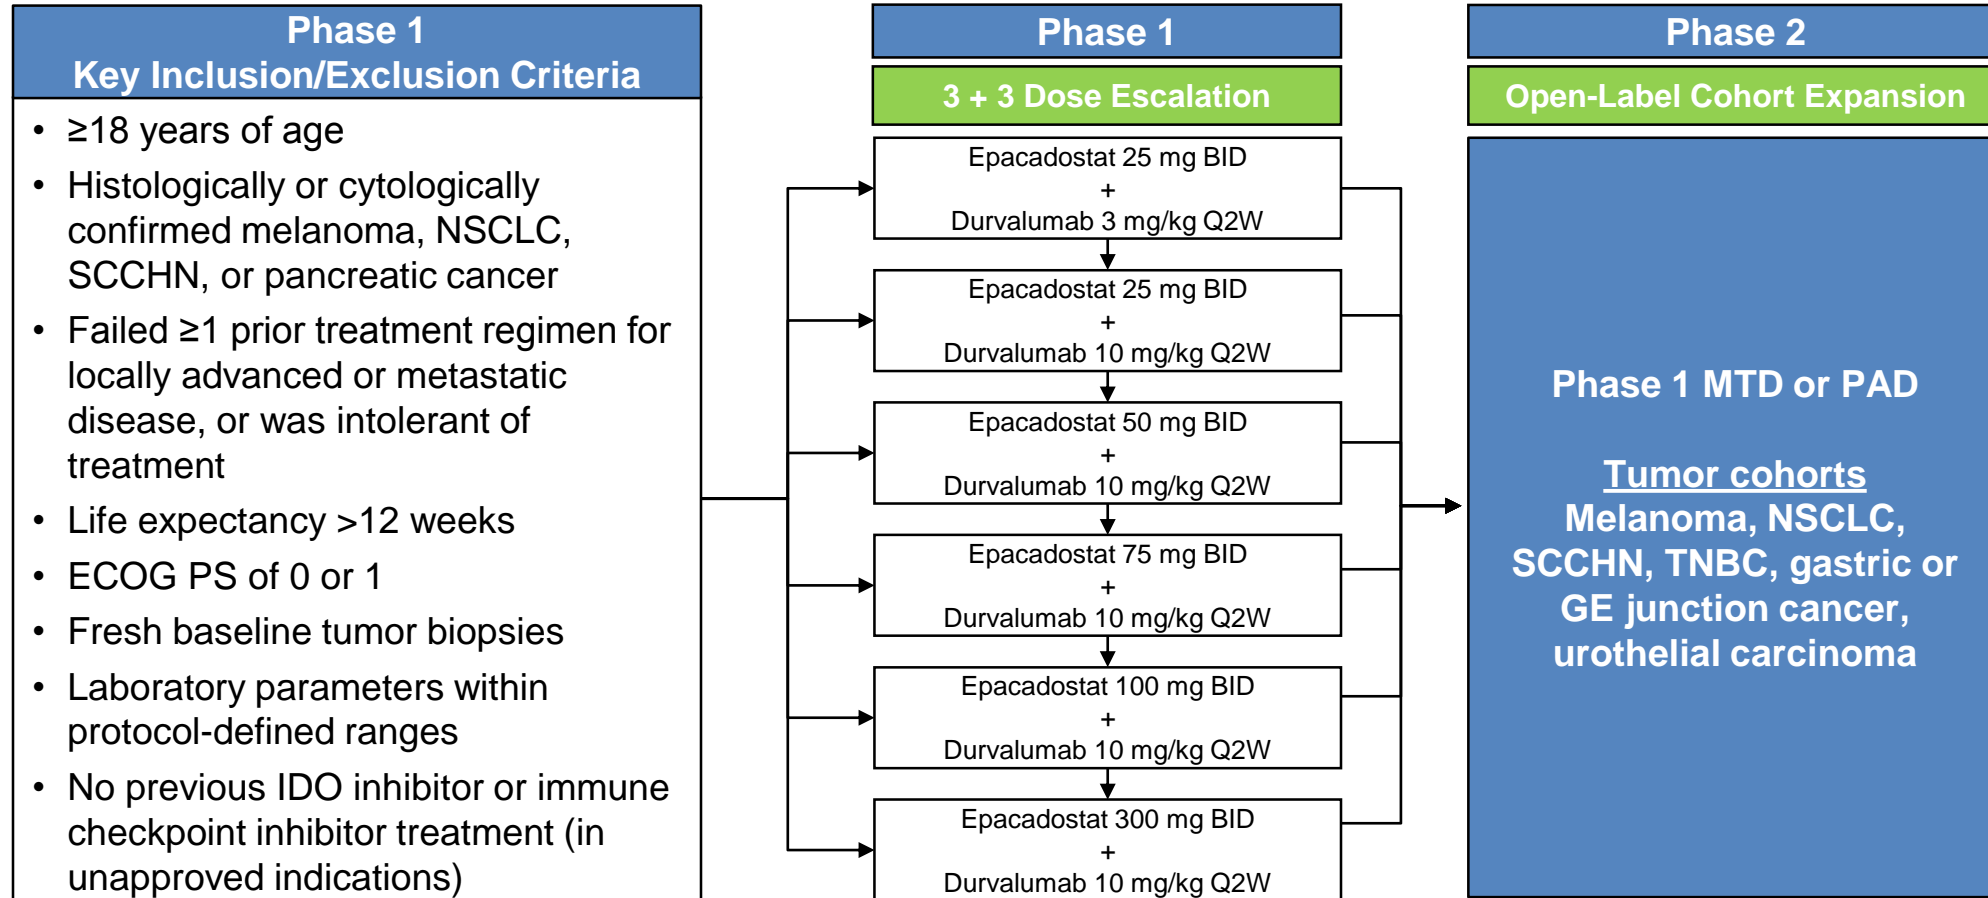 Phase 1
Key Inclusion/Exclusion Criteria
• ≥18 years of age
• Histologically or cytologically
confirmed melanoma, NSCLC,
SCCHN, or pancreatic cancer
• Failed ≥1 prior treatment regimen for
locally advanced or metastatic
disease, or was intolerant of
treatment
• Life expectancy >12 weeks
• ECOG PS of 0 or 1
• Fresh baseline tumor biopsies
• Laboratory parameters within
protocol-defined ranges
• No previous IDO inhibitor or immune
checkpoint inhibitor treatment (in
unapproved indications)
Phase 1
3 + 3 Dose Escalation
Epacadostat 25 mg BID
+
Durvalumab 3 mg/kg Q2W
Epacadostat 25 mg BID
+
Durvalumab 10 mg/kg Q2W
Epacadostat 50 mg BID
+
Durvalumab 10 mg/kg Q2W
Epacadostat 75 mg BID
+
Durvalumab 10 mg/kg Q2W
Epacadostat 100 mg BID
+
Durvalumab 10 mg/kg Q2W
Epacadostat 300 mg BID
+
Durvalumab 10 mg/kg Q2W
Phase 2
Open-Label Cohort Expansion
Phase 1 MTD or PAD
Tumor cohorts
Melanoma, NSCLC,
SCCHN, TNBC, gastric or
GE junction cancer,
urothelial carcinoma